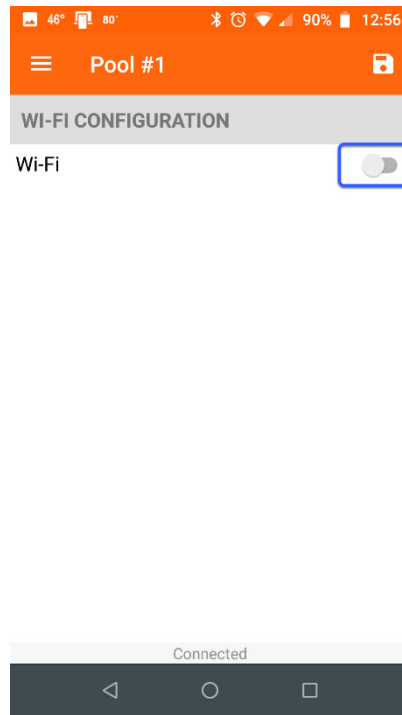 46° 80° 90% 12:56
Pool #1
WI-FI CONFIGURATION
Wi-Fi
Connected